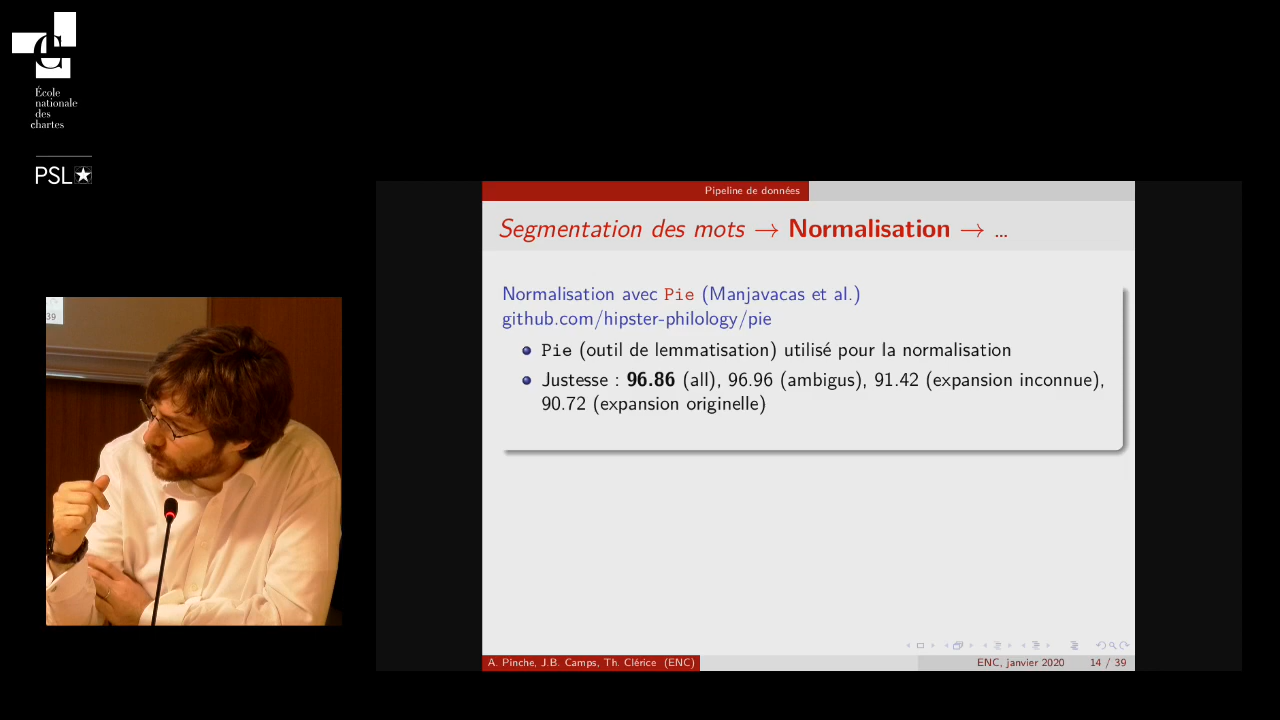 École
nationale
des
chartes
PSL
39
Pipeline de données
Segmentation des mots → Normalisation → ...
Normalisation avec Pie (Manjavacas et al.)
github.com/hipster-philology/pie
Pie (outil de lemmatisation) utilisé pour la normalisation
Justesse : 96.86 (all), 96.96 (ambigus), 91.42 (expansion inconnue),
90.72 (expansion originelle)
A. Pinche, J.B. Camps, Th. Clérice (ENC)
ENC, janvier 2020
14 / 39